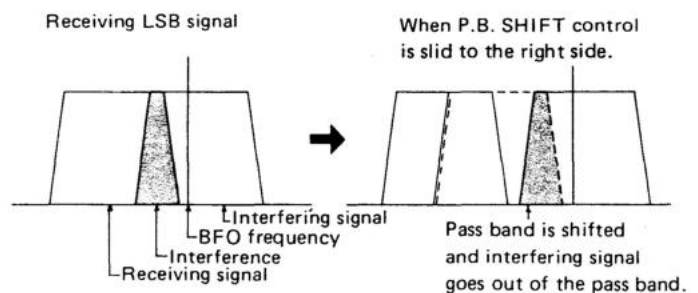 Receiving LSB signal
When P.B. SHIFT control
is slid to the right side.
Interfering signal
BFO frequency
Interference
Receiving signal
Pass band is shifted
and interfering signal
goes out of the pass band.